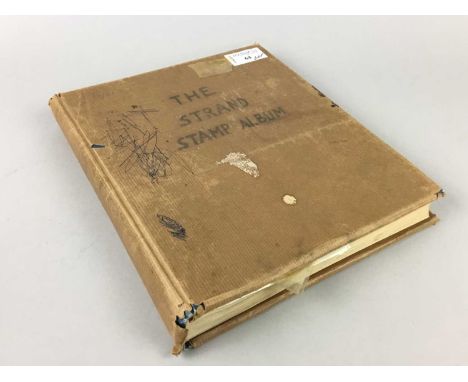 THE
STRAND
STAMP ALBUM